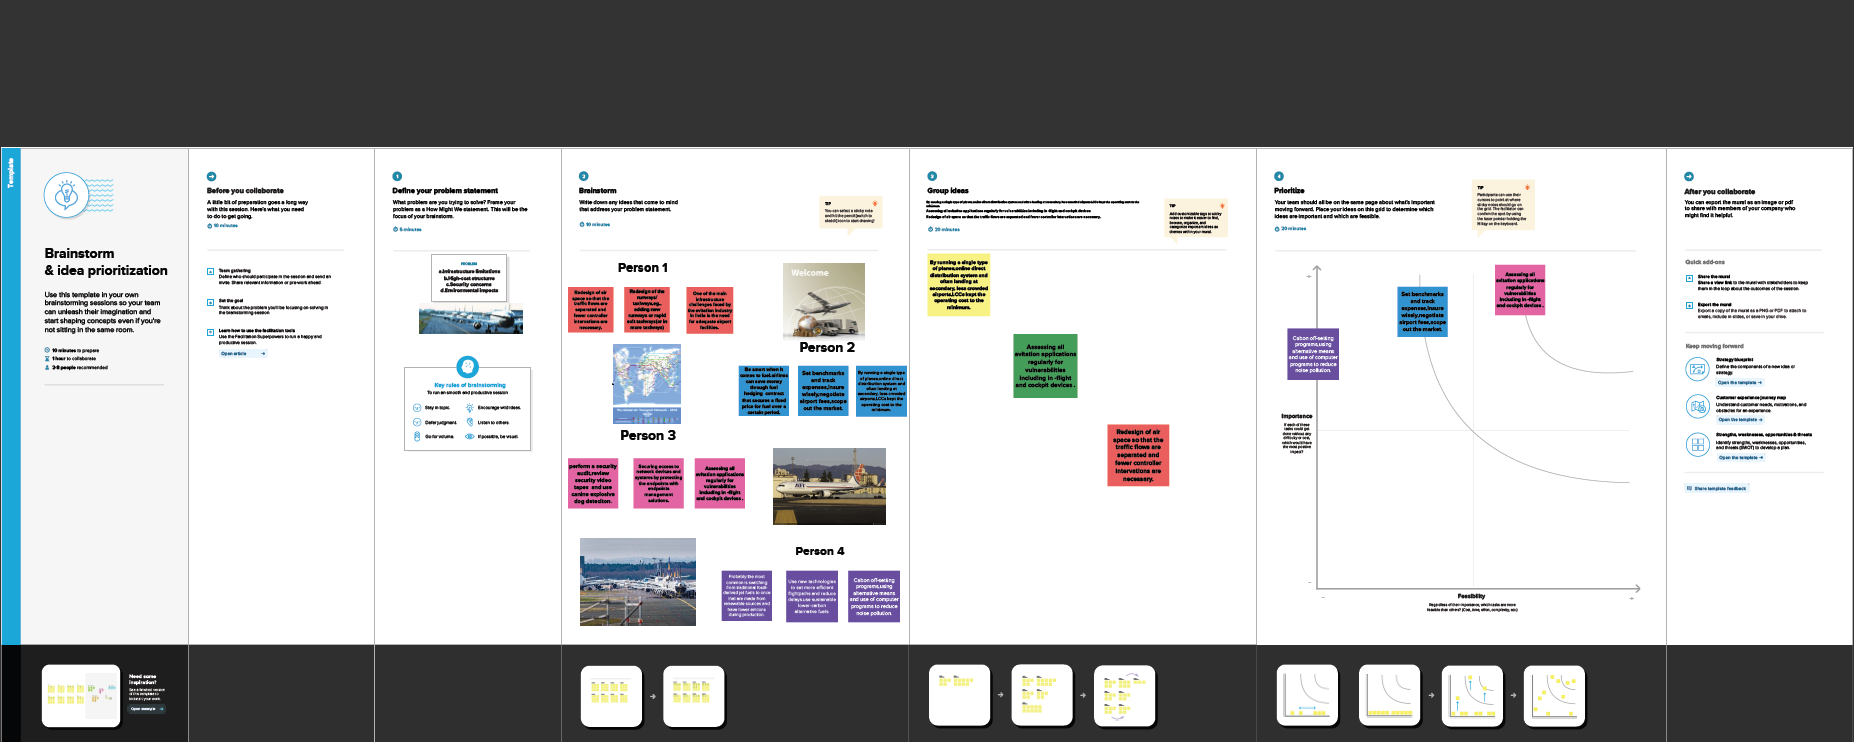 Template
Brainstorm
& idea prioritization
Use this template in your own
brainstorming sessions so your team
can unleash their imagination and
start shaping concepts even if you're
not sitting in the same room.
10 minutes to prepare
1 hour to collaborate
2-8 people recommended
Before you collaborate
A little bit of preparation goes a long way
with this session. Here's what you need
to do to get going.
10 minutes
Team gathering
Define who should participate in the session and send an
invite. Share relevant information or pre-work ahead
Set the goal
Think about the problem you'll be focusing on solving in
the brainstorming session
Learn how to use the facilitation tools
Use the Facilitation Superpowers to run a happy and
productive session.
Open article
1
Define your problem statement
What problem are you trying to solve? Frame your
problem as a How Might We statement. This will be the
focus of your brainstorm.
5 minutes
PROBLEM
a.Infrastructure limitations
b.High-cost structures
c.Security concerns
d.Environmental impacts
Key rules of brainstorming
To run an smooth and productive session
Stay in topic.
Encourage wild ideas.
Defer judgment.
Listen to others.
Go for volume.
If possible, be visual.
2
Brainstorm
Write down any ideas that come to mind
that address your problem statement.
10 minutes
TIP
You can select a sticky note
and hit the pencil [switch to
sketch] icon to start drawing!
Person 1
Redesign of air
space so that the
traffic flows are
separated and
fewer controller
interventions are
necessary.
Redesign of the
runways/
taxiways,eg.,
adding new
runways or rapid
exit taxiways(or in
more taxiways)
One of the main
infrastructure
challenges faced by
the aviation industry
in India is the need
for adequate airport
facilities.
Welcome
Person 2
Be smart when it
comes to fuel.airlines
can save money
through fuel
hedging contract
that secures a fixed
price for fuel over a
certain period.
Set benchmarks
and track
expenses,insure
wisely,negotiate
airport fees,scope
out the market.
By running a single type
of planes,online direct
distribution system and
often landing at
secondary, less crowded
airports,LCCs kept the
operating cost to the
minimum.
Person 3
perform a security
audit,review
security video
tapes and use
canine explosive
dog detection.
Securing access to
network devices and
systems by protecting
the endpoints with
endpoints
management
solutions.
Assessing all
avitation applications
regularly for
vulnerabilities
including in -flight
and cockpit devices .
Person 4
Probably the most
common is switching
from traditional fossil-
derived jet fuels to ones
that are made from
renewable sources and
have lower emissions
during production.
Use new technologies
to set more efficient
flightpaths and reduce
delays.use sustainable
lower-carbon
alternative fuels
Cabon off-setting
programs,using
alternative means
and use of computer
programs to reduce
noise pollution.
3
Group ideas
Assessing all avitation applications regularly for vulnerabilities including in -flight and cockpit devices
Redesign of air space so that the traffic flows are separated and fewer controller interventions are necessary.
20 minutes
TIP
Add customizable tags to sticky
notes to make it easier to find,
browse, organize, and
categorize important ideas as
themes within your mural.
By running a single type
of planes,online direct
distribution system and
often landing at
secondary, less crowded
airports,LCCs kept the
operating cost to the
minimum.
Assessing all
avitation applications
regularly for
vulnerabilities
including in -flight
and cockpit devices .
Redesign of air
space so that the
traffic flows are
separated and
fewer controller
interventions are
necessary.
4
Prioritize
Your team should all be on the same page about what's important
moving forward. Place your ideas on this grid to determine which
ideas are important and which are feasible.
20 minutes
TIP
Participants can use their
cursors to point at where
sticky notes should go on
the grid. The facilitator can
confirm the spot by using
the laser pointer holding the
H key on the keyboard.
Assessing all
avitation applications
regularly for
vulnerabilities
including in -flight
and cockpit devices .
Set benchmarks
and track
expenses,insure
wisely,negotiate
airport fees,scope
out the market.
Cabon off-setting
programs,using
alternative means
and use of computer
programs to reduce
noise pollution.
Importance
If each of these
tasks could get
done without any
difficulty or cost,
which would have
the most positive
impact?
Feasibility
Regardless of their importance, which tasks are more
feasible than others? (Cost, time, effort, complexity, etc.)
After you collaborate
You can export the mural as an image or pdf
to share with members of your company who
might find it helpful.
Quick add-ons
Share the mural
Share a view link to the mural with stakeholders to keep
them in the loop about the outcomes of the session.
Export the mural
Export a copy of the mural as a PNG or PDF to attach to
emails, include in slides, or save in your drive.
Keep moving forward
Strategy blueprint
Define the components of a new idea or
strategy.
Open the template
Customer experience journey map
Understand customer needs, motivations, and
obstacles for an experience
Open the template
Strengths, weaknesses, opportunities & threats
Identify strengths, weaknesses, opportunities,
and threats (SWOT) to develop a plan.
Open the template
Share template feedback
Need some
inspiration?
See a finished version
of this template to
kickstart your work.
Open example